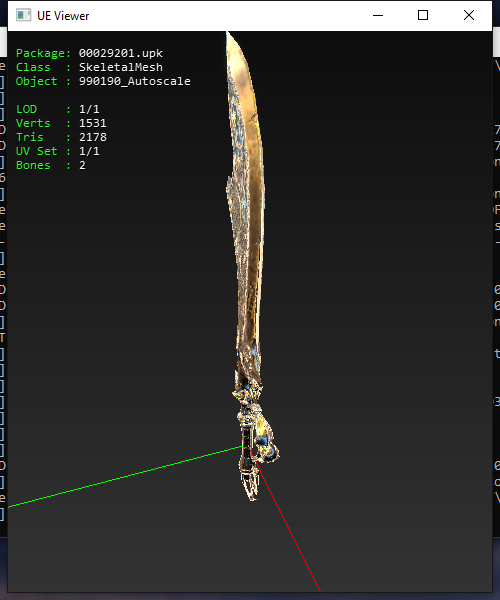 UE Viewer
Package: 00029201.upk
Class : SkeletalMesh
Object : 990190_Autoscale
LOD : 1/1
Verts : 1531
Tris : 2178
UV Set : 1/1
Bones : 2